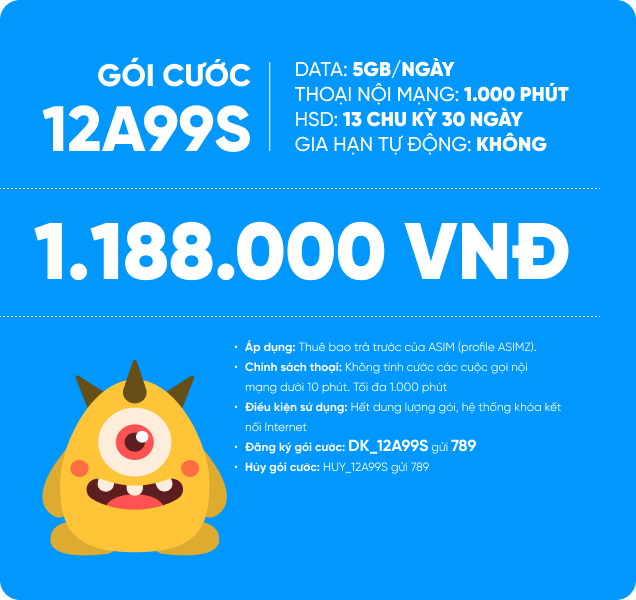 GÓI CƯỚC
12A99S
DATA: 5GB/NGÀY
THOẠI NỘI MẠNG: 1.000 PHÚT
HSD: 13 CHU KỲ 30 NGÀY
GIA HẠN TỰ ĐỘNG: KHÔNG
1.188.000 VNĐ
• Áp dụng: Thuê bao trả trước của ASIM (profile ASIMZ).
• Chính sách thoại: Không tính cước các cuộc gọi nội
mạng dưới 10 phút. Tối đa 1.000 phút
• Điều kiện sử dụng: Hết dung lượng gói, hệ thống khóa kết
nối Internet
• Đăng ký gói cước: DK_12A99S gửi 789
• Hủy gói cước: HUY_12A99S gửi 789